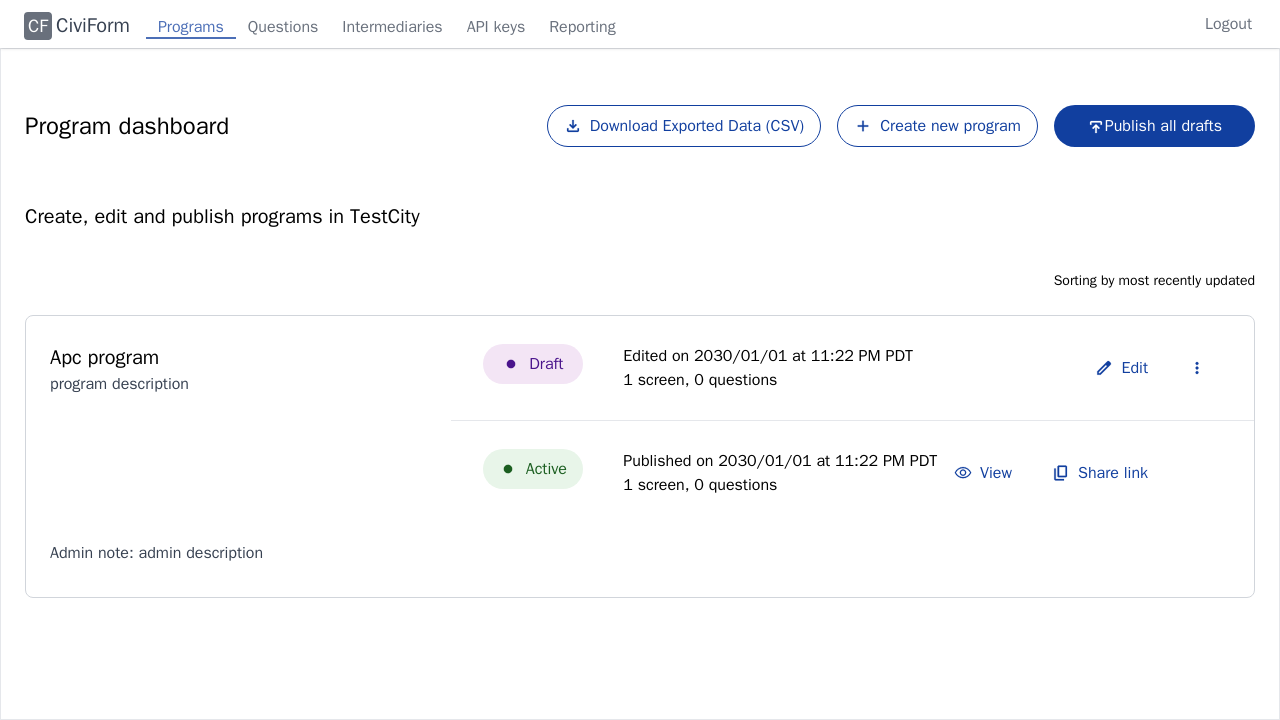 CF CiviForm Programs Questions Intermediaries API keys Reporting Logout
Program dashboard
Download Exported Data (CSV)
Create new program
Publish all drafts
Create, edit and publish programs in TestCity
Sorting by most recently updated
Apc program
program description
Draft
Edited on 2030/01/01 at 11:22 PM PDT
1 screen, 0 questions
Edit
Active
Published on 2030/01/01 at 11:22 PM PDT
1 screen, 0 questions
View
Share link
Admin note: admin description